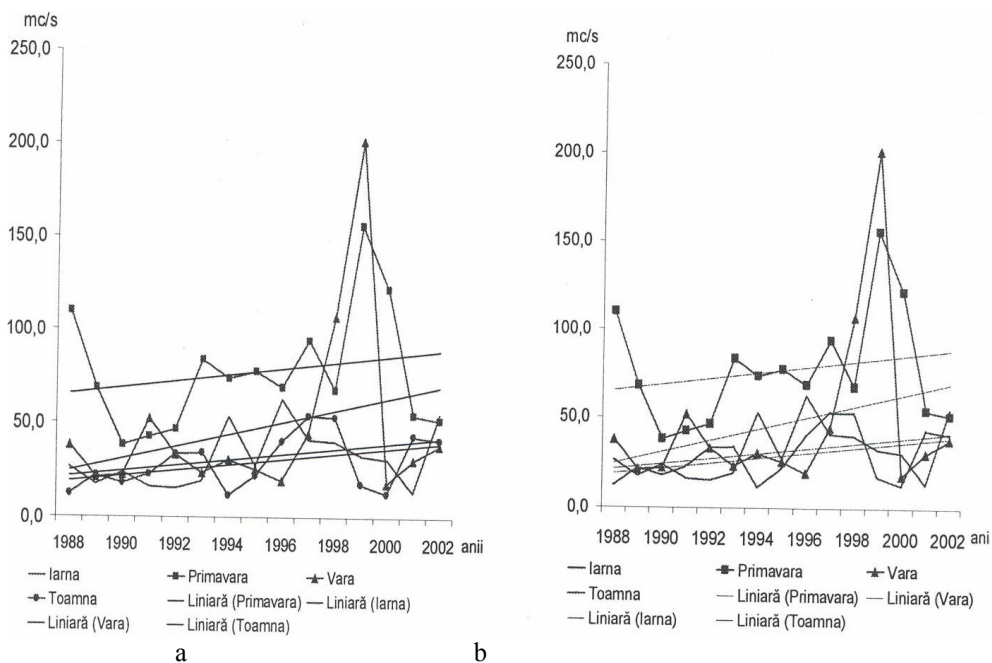 mc/s
250,0
200,0
150,0
100,0
50,0
0,0
1988 1990 1992 1994 1996 1998 2000 2002 anii
Iarna Primavara Vara
Toamna Liniară (Primavara) Liniară (Iarna)
Liniară (Vara) Liniară (Toamna)
a
mc/s
250,0
200,0
150,0
100,0
50,0
0,0
1988 1990 1992 1994 1996 1998 2000 2002 ani
Iarna Primavara Vara
Toamna Liniară (Primavara) Liniară (Vara)
Liniară (Iarna) Liniară (Toamna)
b